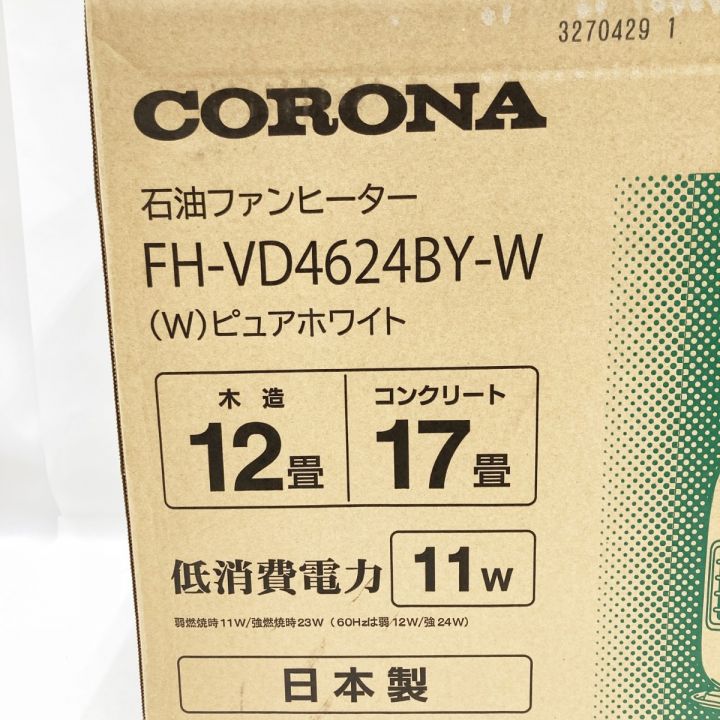 3270429 1
CORONA
石油ファンヒーター
FH-VD4624BY-W
(W)ピュアホワイト
木造 コンクリート
12畳 17畳
低消費電力 11W
弱燃焼時11W/強燃焼時23W（60Hzは弱12W/強24W）
日本製